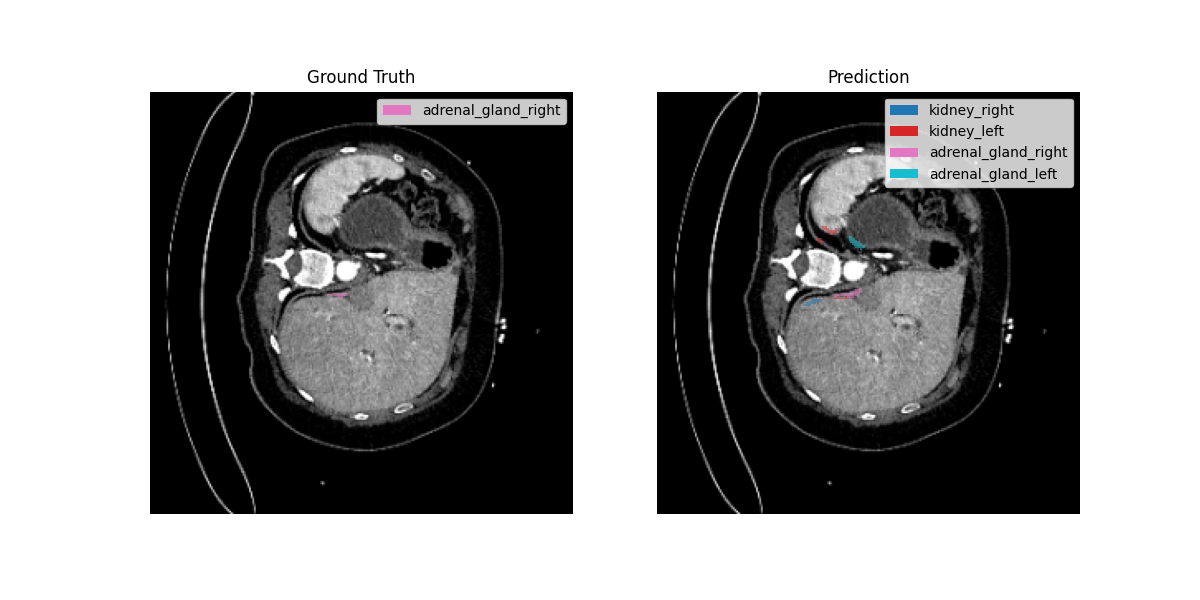 Ground Truth
adrenal_gland_right
Prediction
kidney_right
kidney_left
adrenal_gland_right
adrenal_gland_left